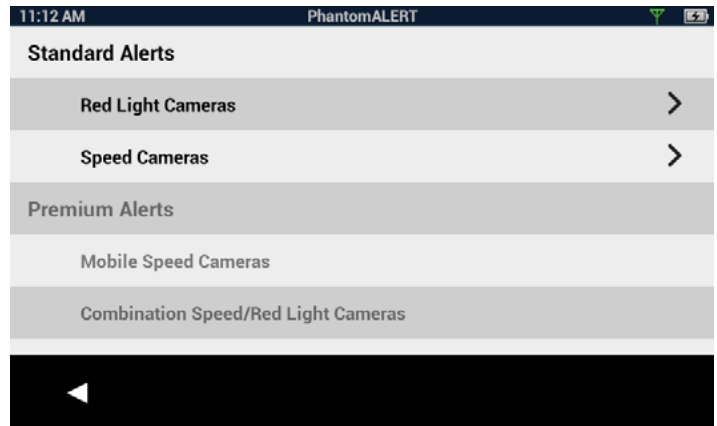 11:12 AM PhantomALERT
Standard Alerts
Red Light Cameras
Speed Cameras
Premium Alerts
Mobile Speed Cameras
Combination Speed/Red Light Cameras